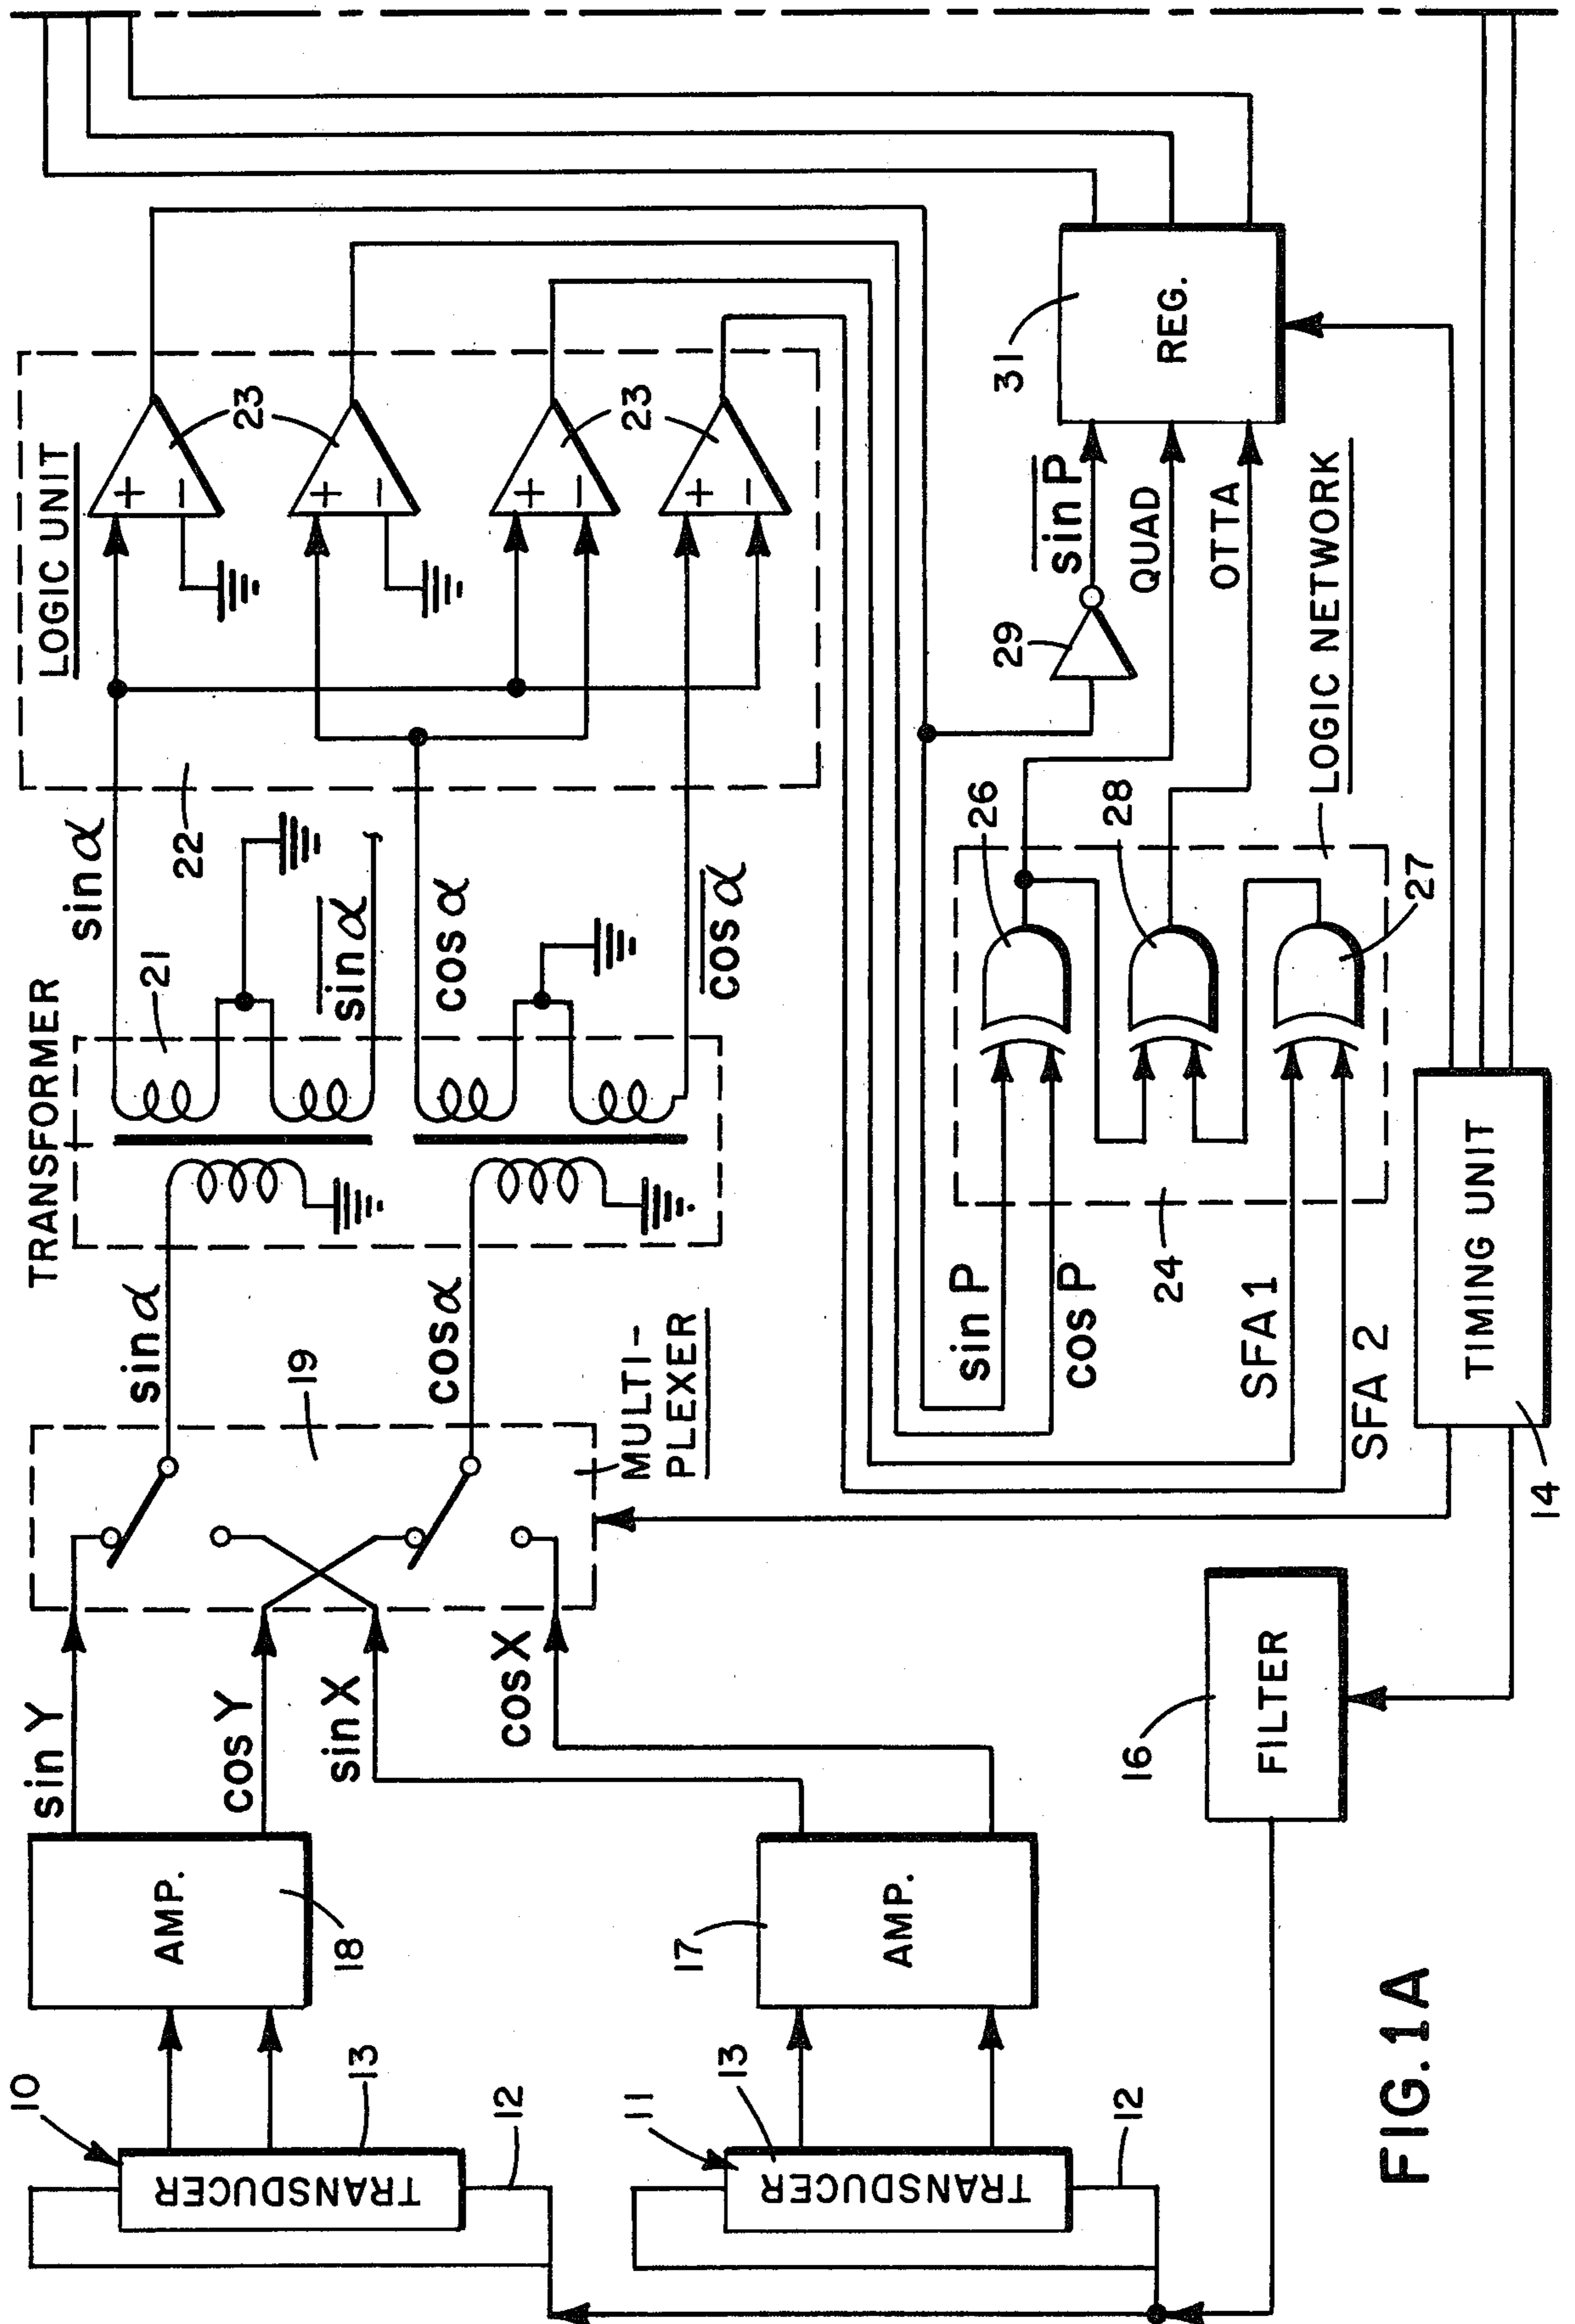 10
TRANSDUCER
13
12
AMP.
18
sin Y
cos Y
sin X
cos X
11
TRANSDUCER
13
12
AMP.
17
MULTI-
PLEXER
19
sin α
cos α
TRANSFORMER
21
sin α
sin α
cos α
cos α
LOGIC UNIT
22
+
−
+
−
+
−
+
−
23
23
sin P
cos P
SFA 1
SFA 2
24
26
28
27
LOGIC NETWORK
29
sin P
QUAD
OTTA
REG.
31
FILTER
16
TIMING UNIT
14
FIG. 1A